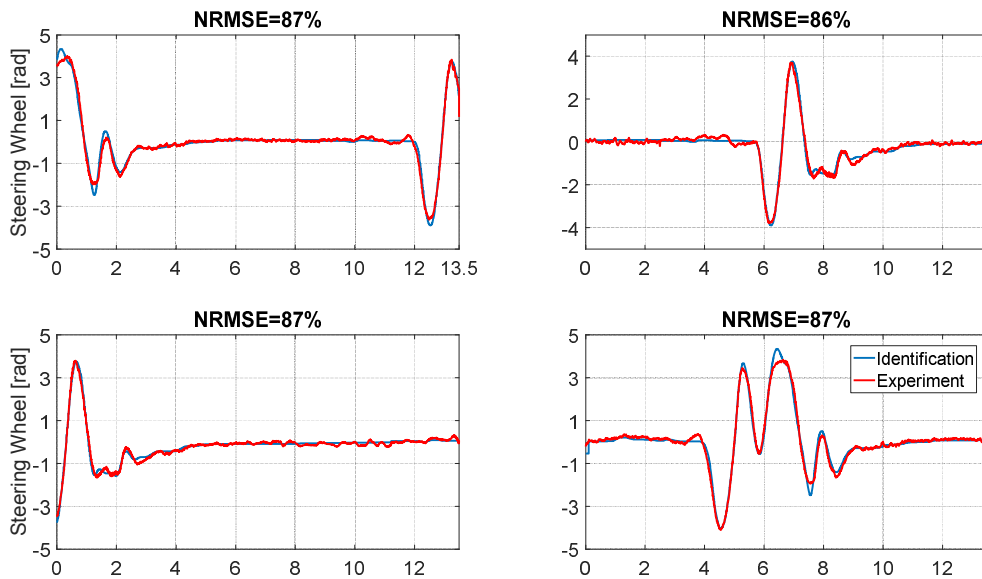 NRMSE=87%
Steering Wheel [rad]
5
3
1
-1
-3
-5
0 2 4 6 8 10 12 13.5
NRMSE=86%
4
2
0
-2
-4
0 2 4 6 8 10 12
NRMSE=87%
Steering Wheel [rad]
5
3
1
-1
-3
-5
0 2 4 6 8 10 12
NRMSE=87%
5
3
1
-1
-3
-5
0 2 4 6 8 10 12
Identification
Experiment